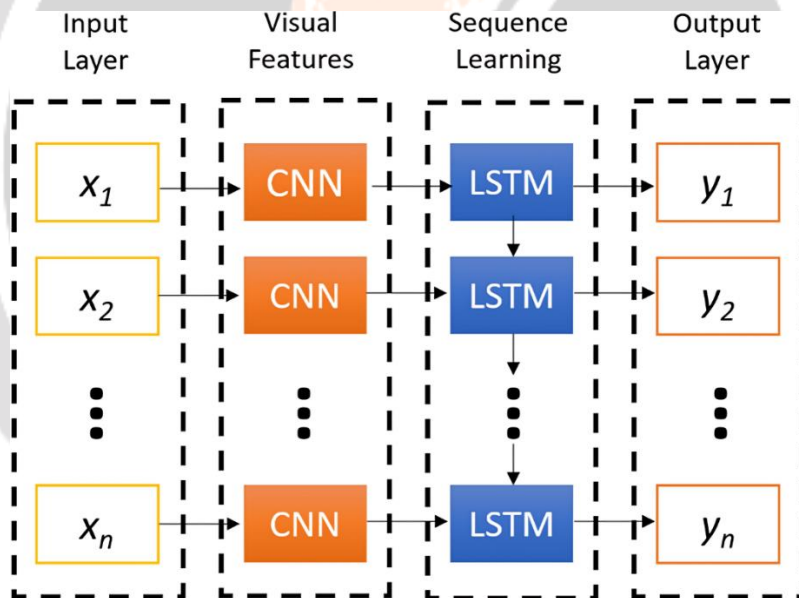 Input Layer
Visual Features
Sequence Learning
Output Layer
x1 CNN LSTM y1
x2 CNN LSTM y2
xn CNN LSTM yn